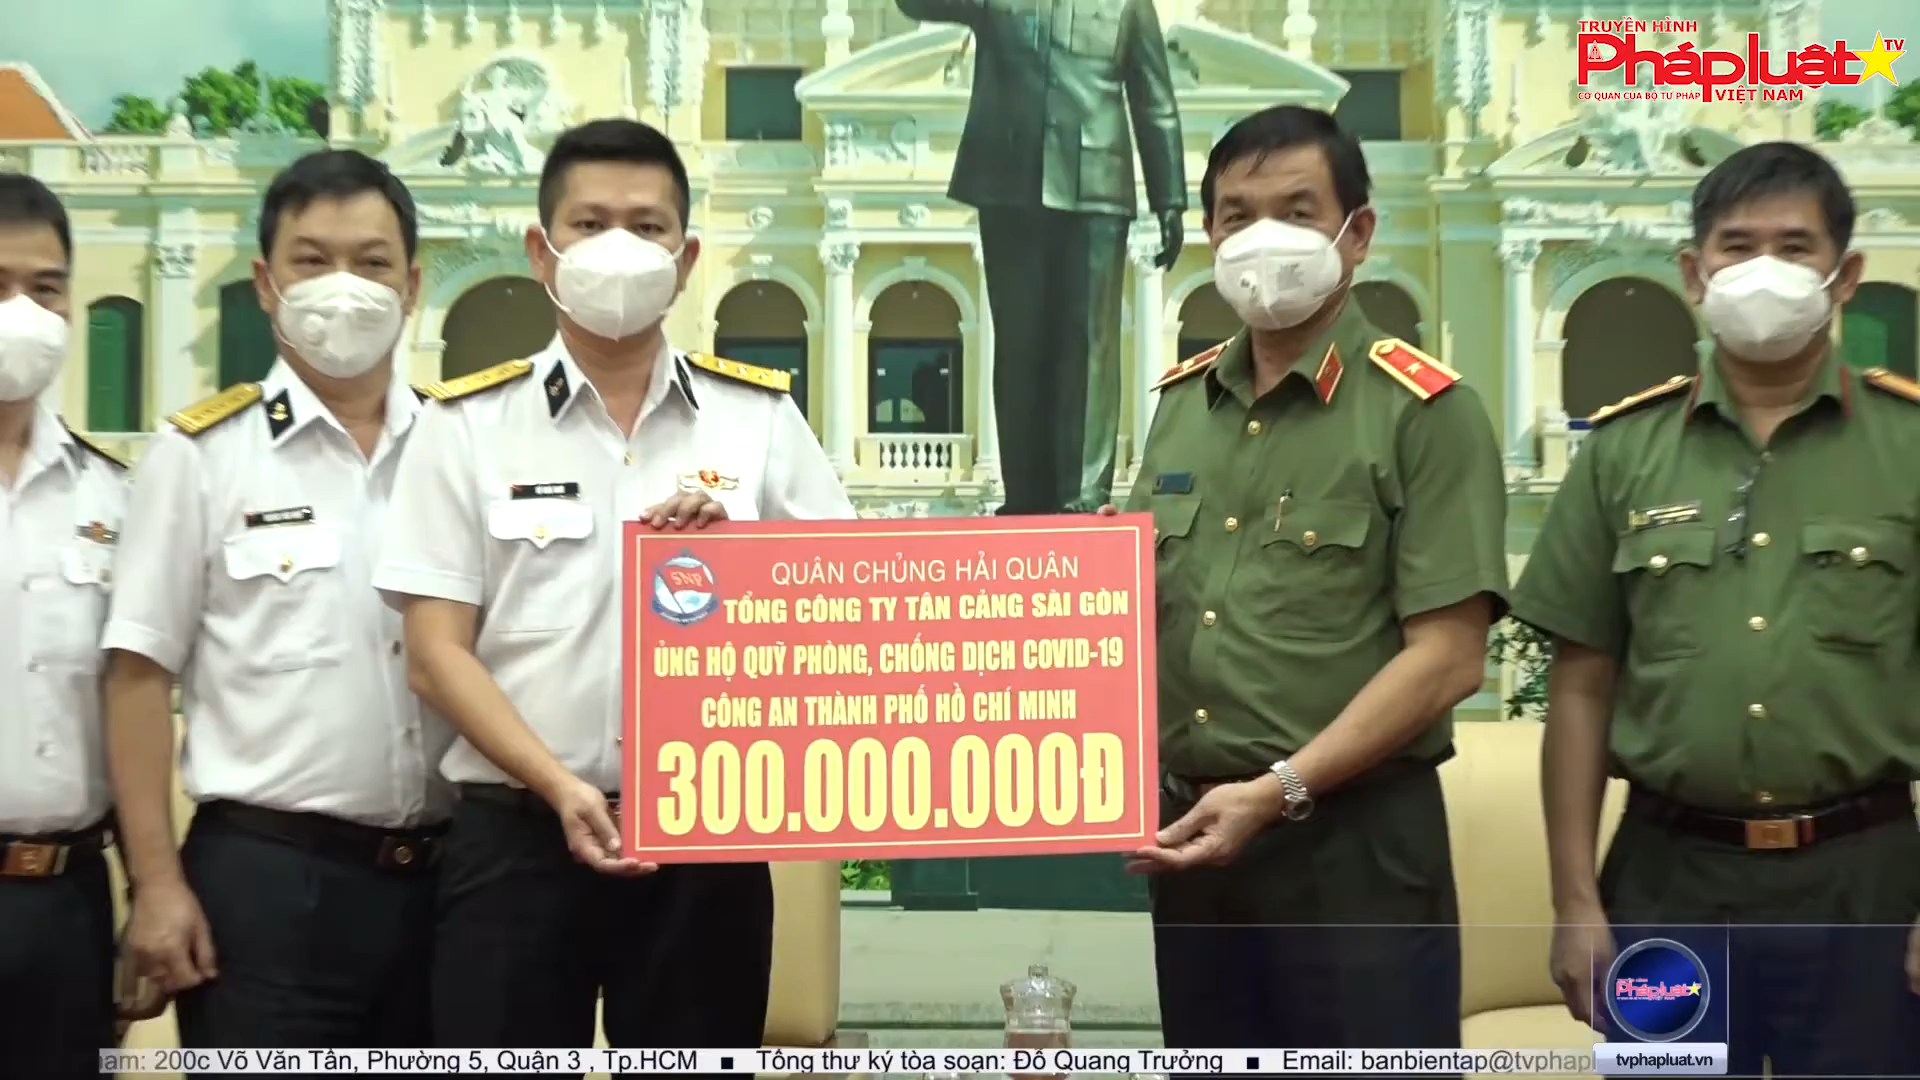 TRUYỀN HÌNH
Phápluật TV
CƠ QUAN CỦA BỘ TƯ PHÁP VIỆT NAM
SNP
QUÂN CHỦNG HẢI QUÂN
TỔNG CÔNG TY TÂN CẢNG SÀI GÒN
ỦNG HỘ QUỸ PHÒNG, CHỐNG DỊCH COVID-19
CÔNG AN THÀNH PHỐ HỒ CHÍ MINH
300.000.000Đ
Phápluật
nam: 200c Võ Văn Tần, Phường 5, Quận 3 , Tp.HCM ■ Tổng thư ký tòa soạn: Đỗ Quang Trưởng ■ Email: banbientap@tvphapl
tvphapluat.vn